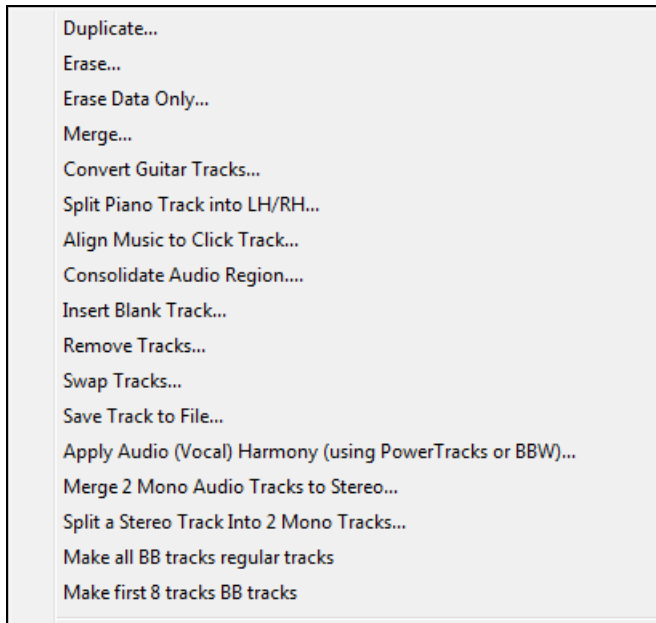 Duplicate...
Erase...
Erase Data Only...
Merge...
Convert Guitar Tracks...
Split Piano Track into LH/RH...
Align Music to Click Track...
Consolidate Audio Region....
Insert Blank Track...
Remove Tracks...
Swap Tracks...
Save Track to File...
Apply Audio (Vocal) Harmony (using PowerTracks or BBW)...
Merge 2 Mono Audio Tracks to Stereo...
Split a Stereo Track Into 2 Mono Tracks...
Make all BB tracks regular tracks
Make first 8 tracks BB tracks